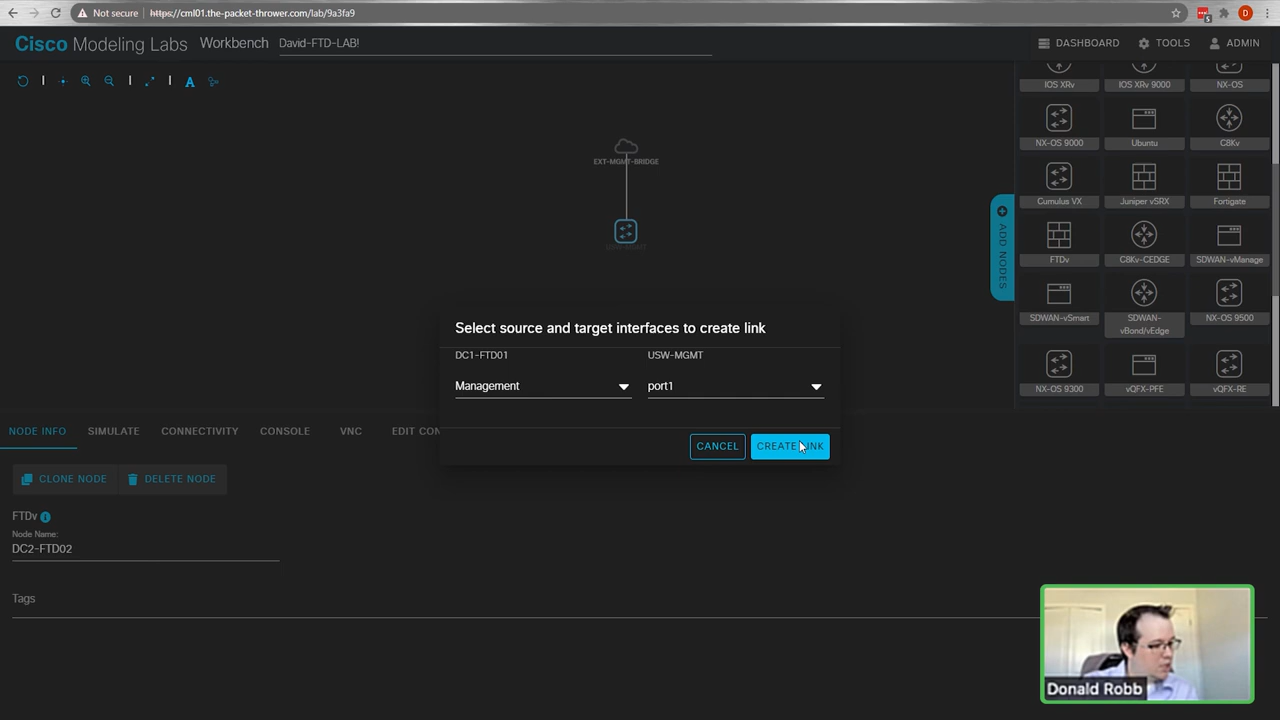 Not secure | https://cml01.the-packet-thrower.com/lab/9a3fa9
5
D
Cisco Modeling Labs Workbench David-FTD-LAB!
DASHBOARD TOOLS ADMIN
A
IOS XRv IOS XRv 9000 NX-OS
NX-OS 9000 Ubuntu C8Kv
Cumulus VX Juniper vSRX Fortigate
FTDv C8Kv-CEDGE SDWAN-vManage
SDWAN-vSmart SDWAN-vBond/vEdge NX-OS 9500
NX-OS 9300 vQFX-PFE vQFX-RE
ADD NODES
EXT-MGMT-BRIDGE
Select source and target interfaces to create link
DC1-FTD01 USW-MGMT
Management port1
CANCEL CREATE LINK
NODE INFO SIMULATE CONNECTIVITY CONSOLE VNC EDIT CON
CLONE NODE DELETE NODE
FTDv
Node Name:
DC2-FTD02
Tags
Donald Robb